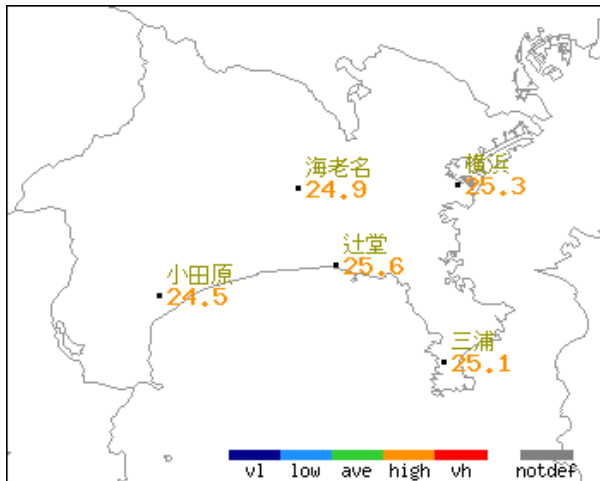 海老名
24.9
横浜
25.3
辻堂
25.6
小田原
24.5
三浦
25.1
vl low ave high vh notdef